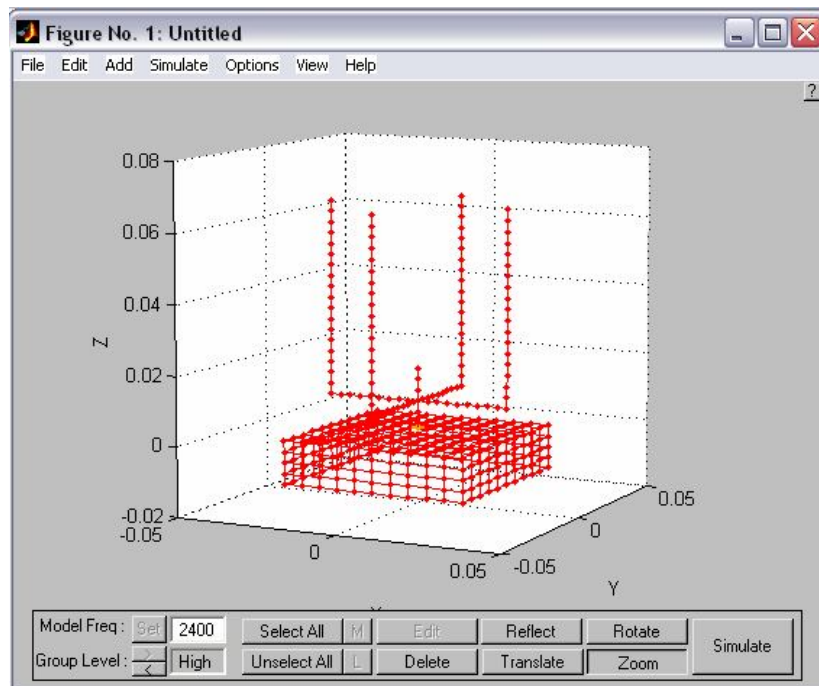 Figure No. 1: Untitled
File Edit Add Simulate Options View Help
?
0.08
0.06
0.04
0.02
0
-0.02
Z
-0.05
0
0.05
-0.05
0
0.05
Y
Model Freq : Set 2400 Select All M Edit Reflect Rotate Simulate
Group Level : > < High Unselect All L Delete Translate Zoom